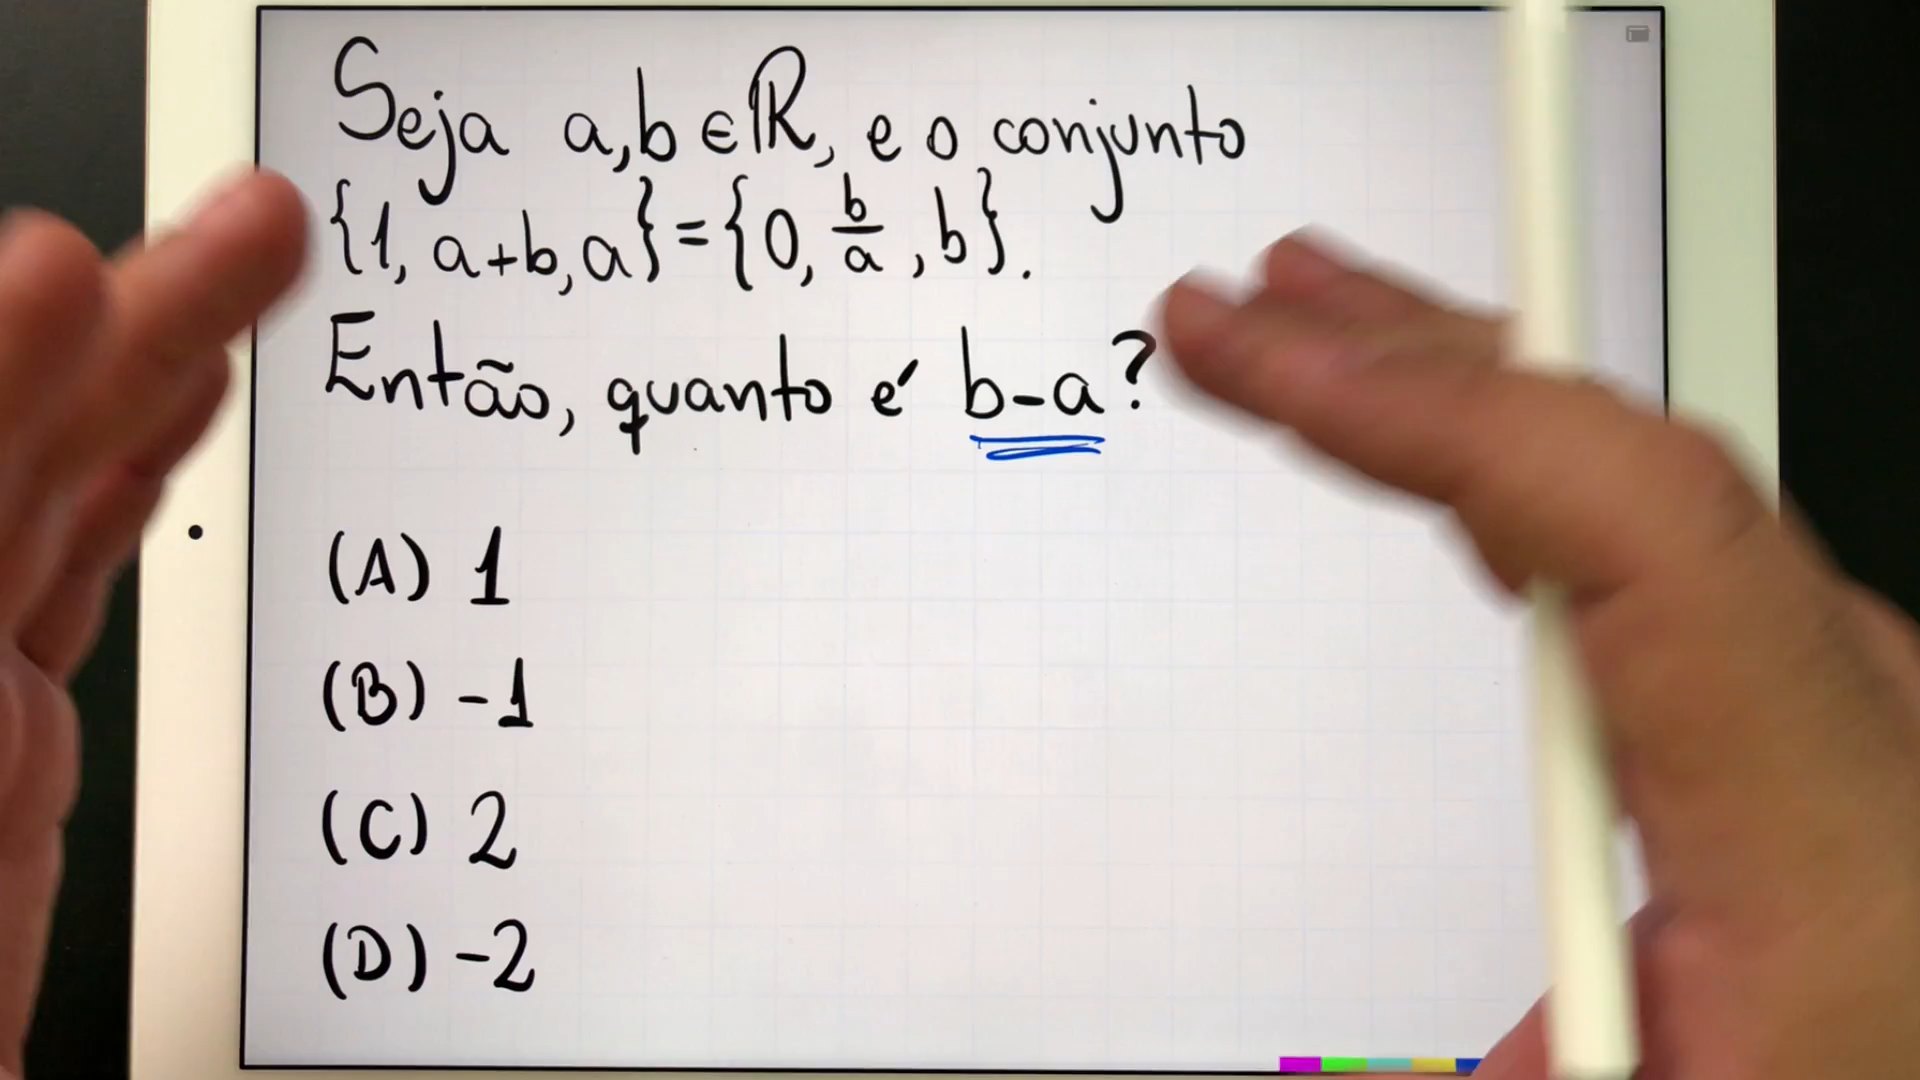 Seja a,b∈ℝ, e o conjunto
{1, a+b, a}={0, b/a, b}.
Então, quanto é b-a?
(A) 1
(B) -1
(C) 2
(D) -2